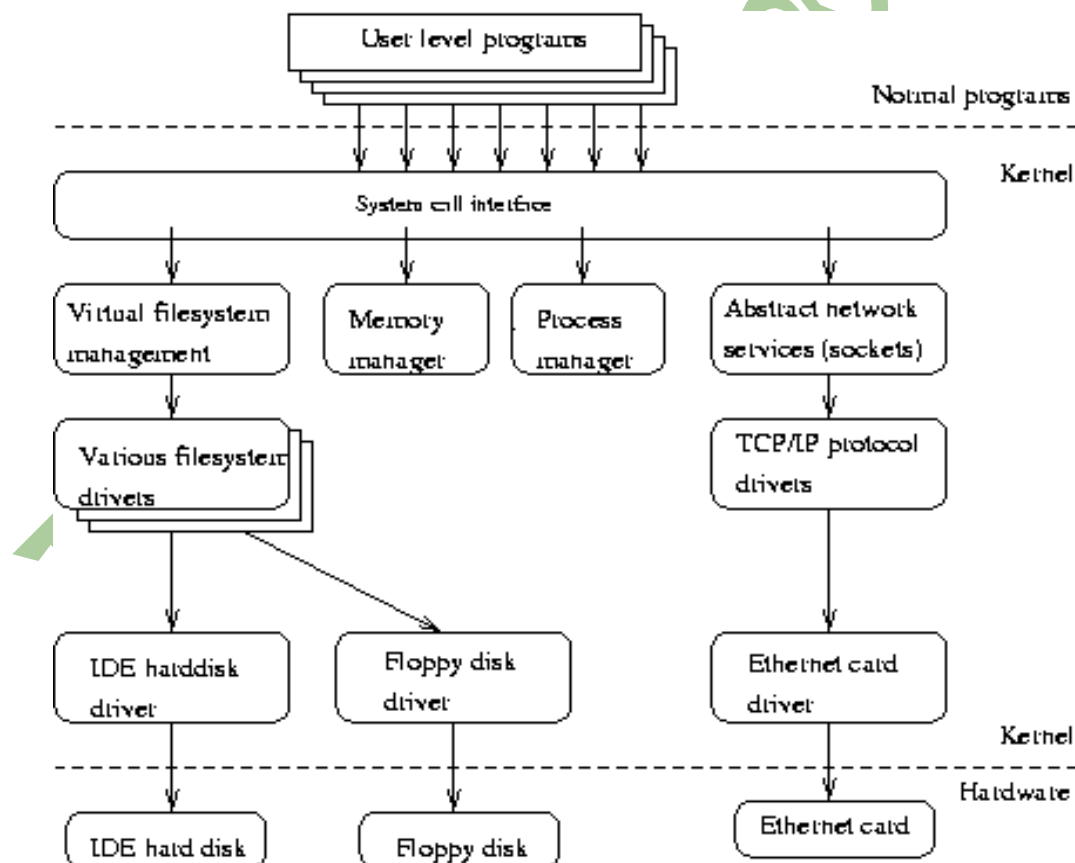 User level programs
Normal programs
Kernel
System call interface
Virtual filesystem
management
Memory
manager
Process
manager
Abstract network
services (sockets)
Various filesystem
drivers
TCP/IP protocol
drivers
IDE harddisk
driver
Floppy disk
driver
Ethernet card
driver
Kernel
Hardware
IDE hard disk
Floppy disk
Ethernet card